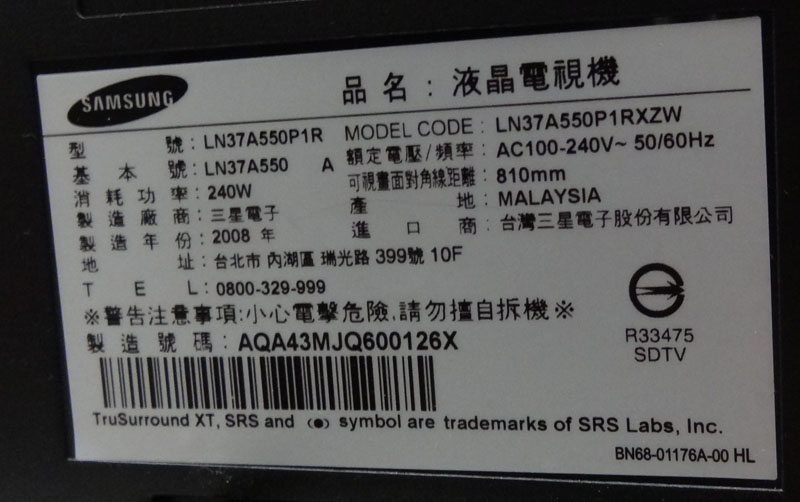 SAMSUNG
品名:液晶電視機
型號:LN37A550P1R MODEL CODE:LN37A550P1RXZW
基本號:LN37A550 A 額定電壓/頻率:AC100-240V~ 50/60Hz
消耗功率:240W 可視畫面對角線距離:810mm
製造廠商:三星電子 產地:MALAYSIA
製造年份:2008 年 進口商:台灣三星電子股份有限公司
地址:台北市 內湖區 瑞光路 399號 10F
TEL:0800-329-999
※警告注意事項:小心電擊危險,請勿擅自拆機※
製造號碼:AQA43MJQ600126X
R33475
SDTV
TruSurround XT, SRS and (●) symbol are trademarks of SRS Labs, Inc.
BN68-01176A-00 HL